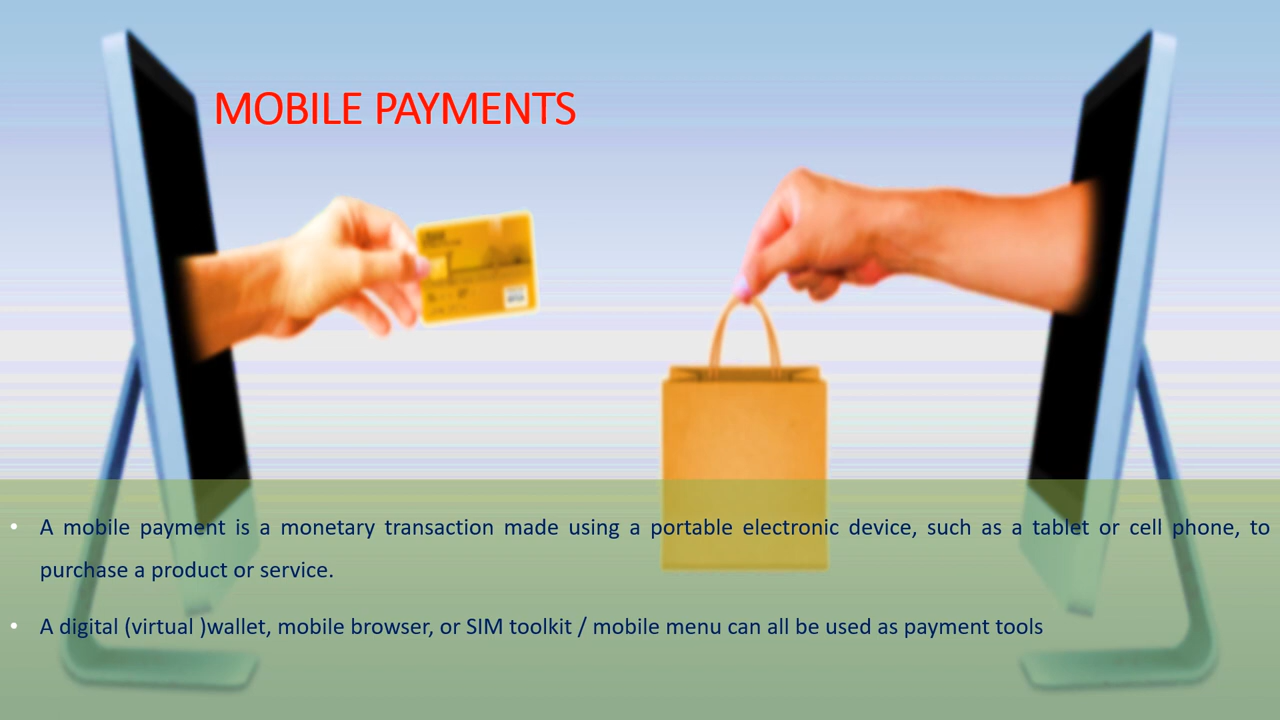 MOBILE PAYMENTS
• A mobile payment is a monetary transaction made using a portable electronic device, such as a tablet or cell phone, to
purchase a product or service.
• A digital (virtual )wallet, mobile browser, or SIM toolkit / mobile menu can all be used as payment tools